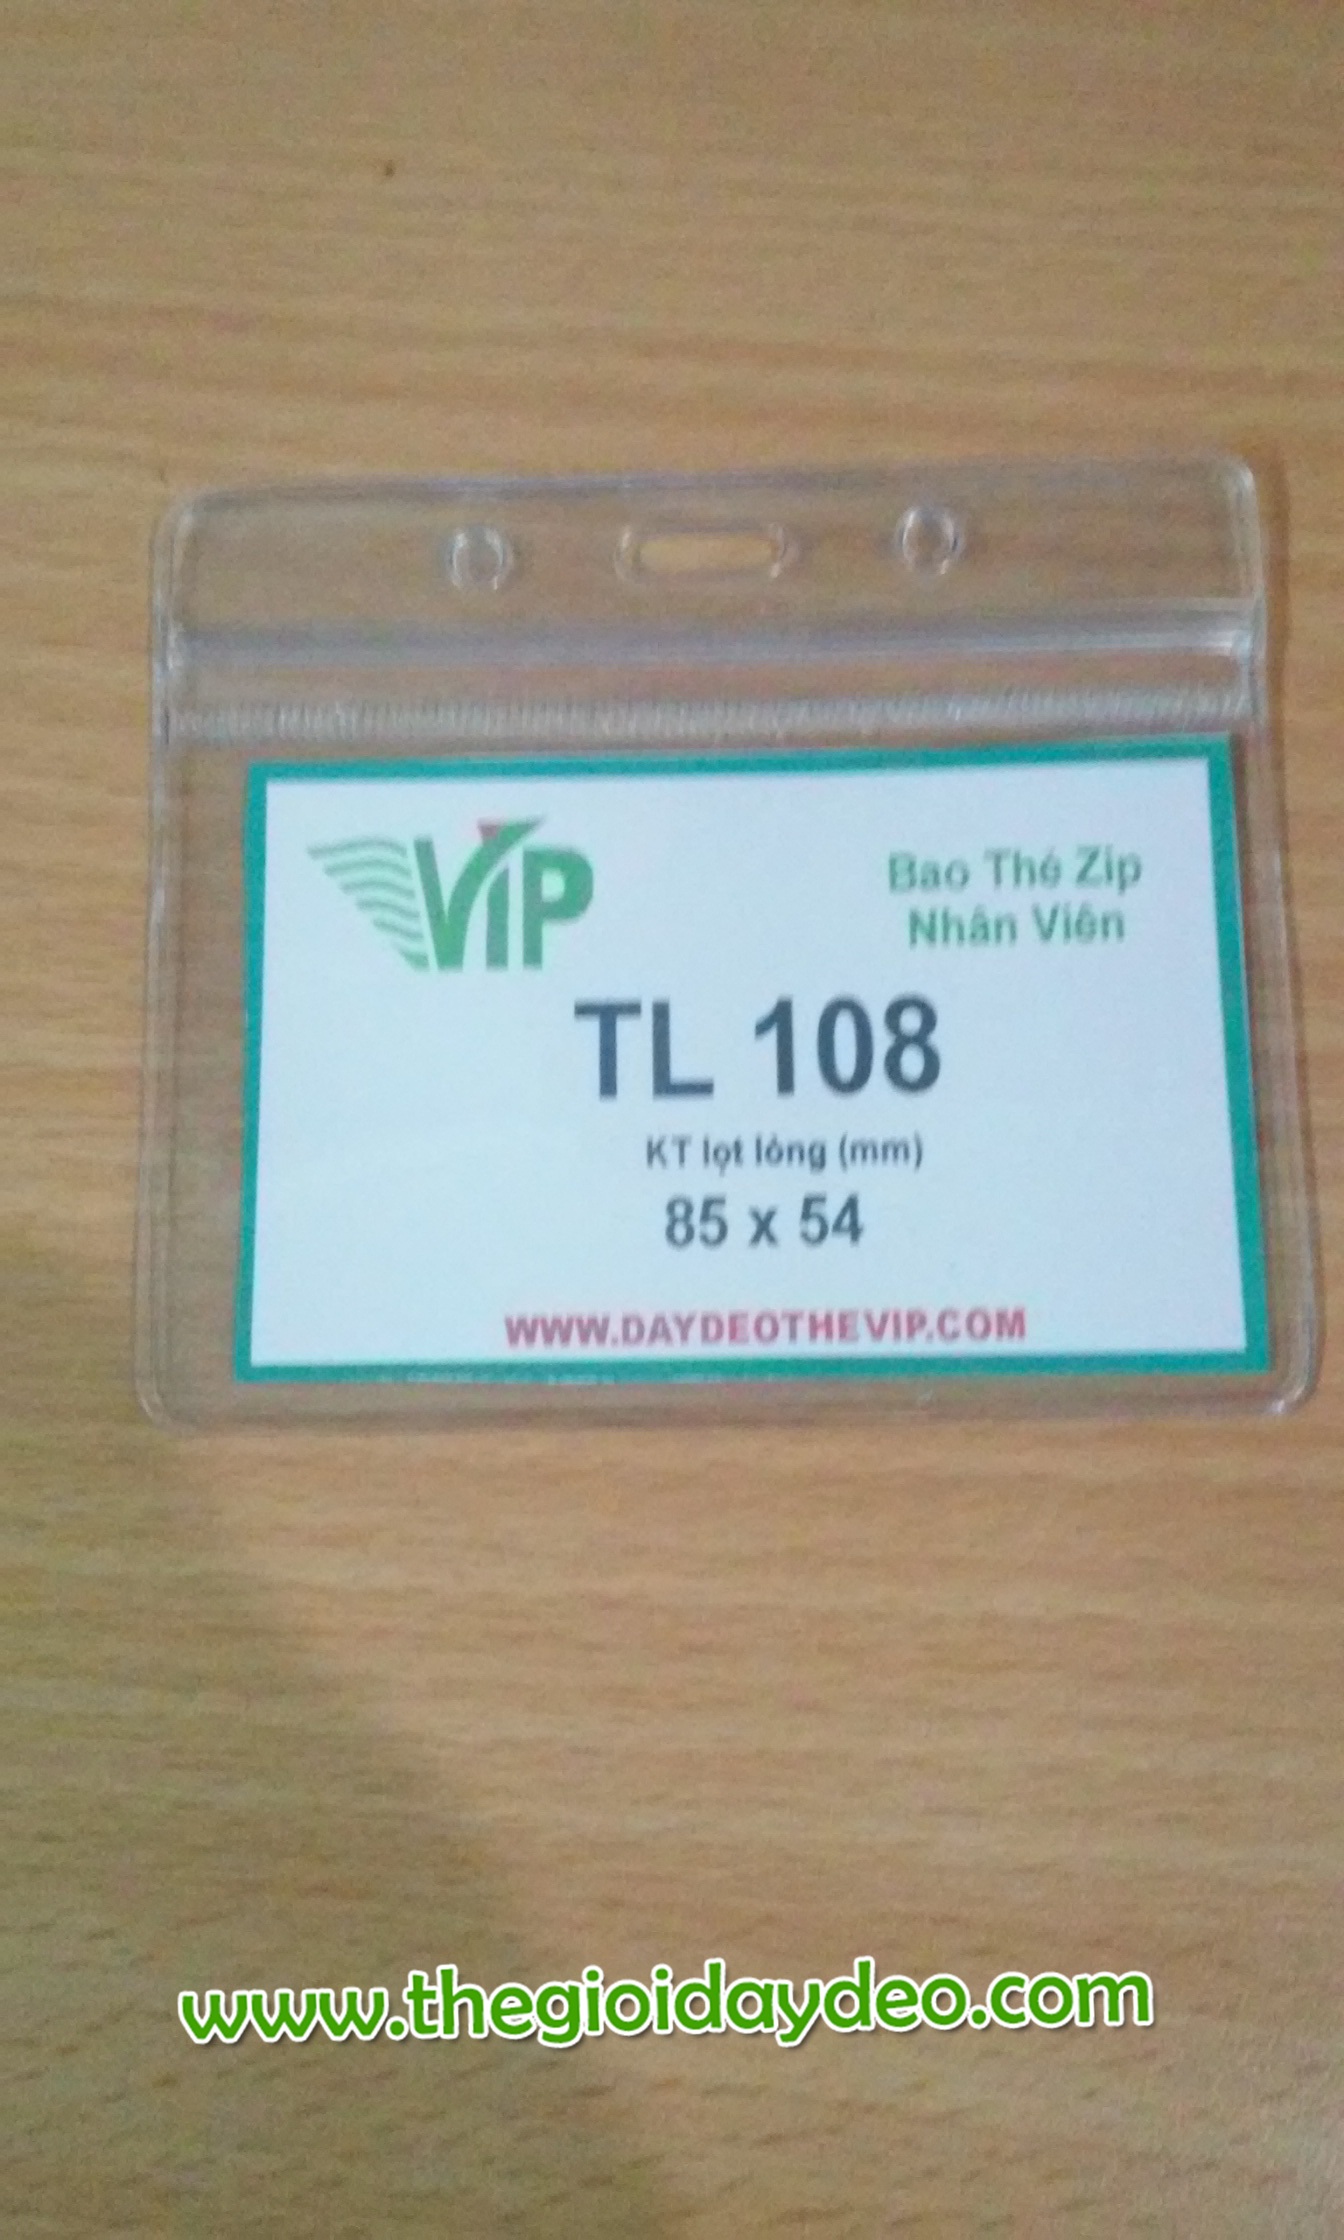 VIP
Bao Thẻ Zip
Nhân Viên
TL 108
KT lọt lòng (mm)
85 x 54
WWW.DAYDEOTHEVIP.COM
www.thegioidaydeo.com